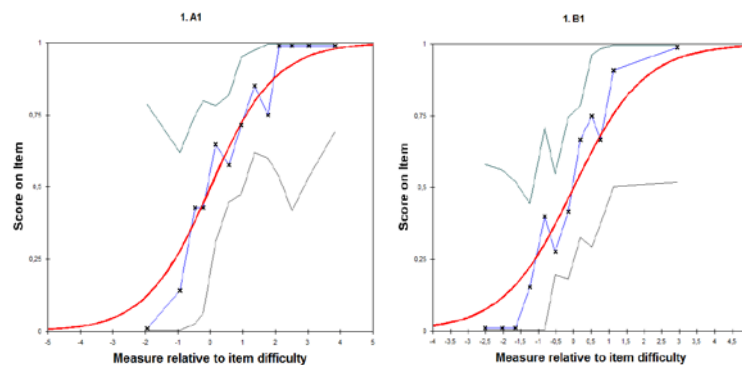 1. A1
Score on Item
1
0,75
0,5
0,25
0
-5 -4 -3 -2 -1 0 1 2 3 4 5
Measure relative to item difficulty
1. B1
Score on Item
1
0,75
0,5
0,25
0
-4 -3,5 -3 -2,5 -2 -1,5 -1 -0,5 0 0,5 1 1,5 2 2,5 3 3,5 4 4,5
Measure relative to item difficulty